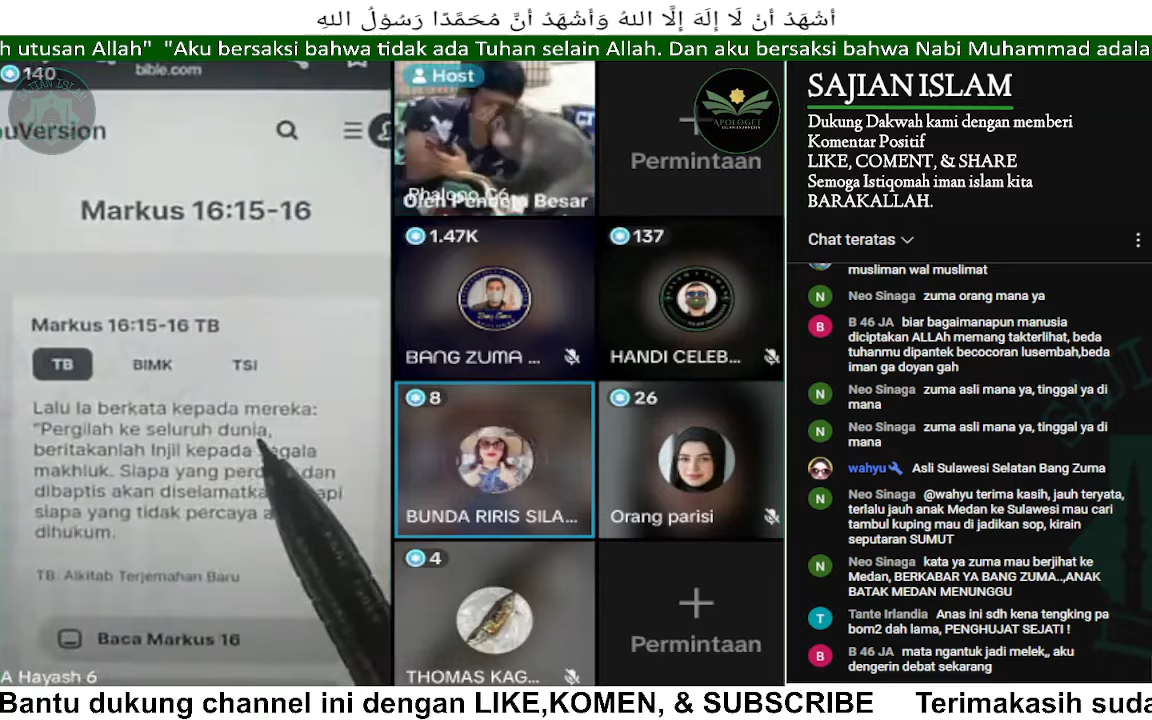 أشْهَدُ أنْ لَا إلَهَ إلَّا اللهُ وَأشْهَدُ أنَّ مُحَمَّدًا رَسُوْلُ اللهِ
h utusan Allah" "Aku bersaksi bahwa tidak ada Tuhan selain Allah. Dan aku bersaksi bahwa Nabi Muhammad adala
140
bible.com
uVersion
Markus 16:15-16
Markus 16:15-16 TB
TB BIMK TSI
Lalu Ia berkata kepada mereka:
"Pergilah ke seluruh dunia,
beritakanlah Injil kepada segala
makhluk. Siapa yang perc dan
dibaptis akan diselamatka api
siapa yang tidak percaya a
dihukum.
TB: Alkitab Terjemahan Baru
Baca Markus 16
A Hayash 6
Host
Oleh Pendeta Besar
APOLOGET
Permintaan
1.47K
BANG ZUMA ...
137
HANDI CELEB...
8
BUNDA RIRIS SILA...
26
Orang parisi
4
THOMAS KAG...
Permintaan
SAJIAN ISLAM
Dukung Dakwah kami dengan memberi
Komentar Positif
LIKE, COMENT, & SHARE
Semoga Istiqomah iman islam kita
BARAKALLAH.
Chat teratas
musliman wal muslimat
N Neo Sinaga zuma orang mana ya
B B 46 JA biar bagaimanapun manusia
diciptakan ALLAh memang takterlihat, beda
tuhanmu dipantek becocoran lusembah,beda
iman ga doyan gah
N Neo Sinaga zuma asli mana ya, tinggal ya di
mana
N Neo Sinaga zuma asli mana ya, tinggal ya di
mana
wahyu Asli Sulawesi Selatan Bang Zuma
N Neo Sinaga @wahyu terima kasih, jauh teryata,
terlalu jauh anak Medan ke Sulawesi mau cari
tambul kuping mau di jadikan sop, kirain
seputaran SUMUT
N Neo Sinaga kata ya zuma mau berjihat ke
Medan, BERKABAR YA BANG ZUMA..,ANAK
BATAK MEDAN MENUNGGU
T Tante Irlandia Anas ini sdh kena tengking pa
bom2 dah lama, PENGHUJAT SEJATI !
B B 46 JA mata ngantuk jadi melek,, aku
dengerin debat sekarang
Bantu dukung channel ini dengan LIKE,KOMEN, & SUBSCRIBE Terimakasih suda